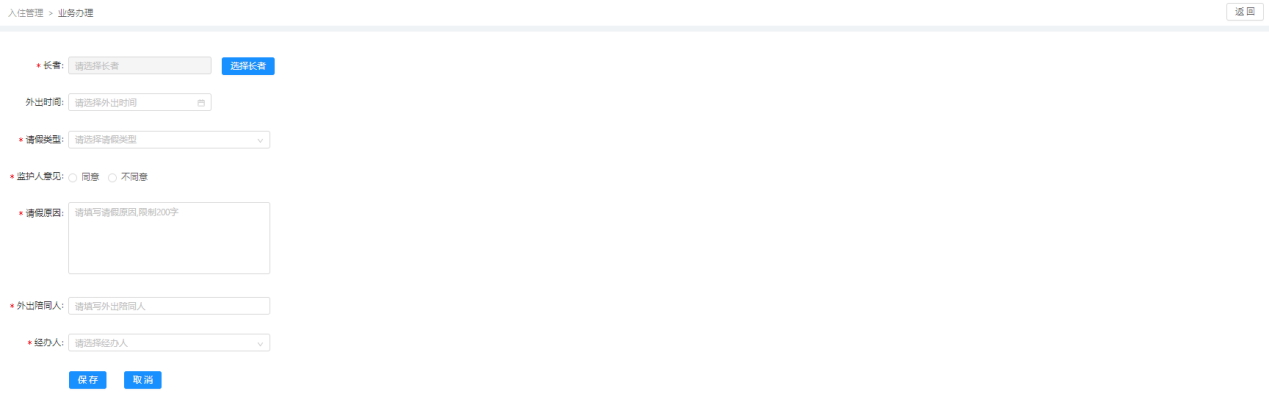 入住管理 > 业务办理 返 回
* 长者: 请选择长者 选择长者
外出时间: 请选择外出时间
* 请假类型: 请选择请假类型
* 监护人意见: 同意 不同意
* 请假原因: 请填写请假原因,限制200字
* 外出陪同人: 请填写外出陪同人
* 经办人: 请选择经办人
保 存 取 消